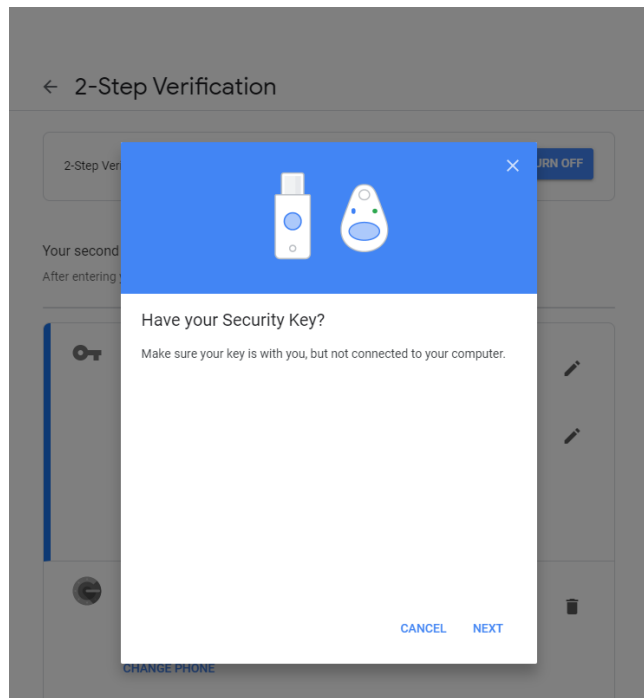 2-Step Verification
2-Step Veri
URN OFF
Your second
After entering
Have your Security Key?
Make sure your key is with you, but not connected to your computer.
CANCEL NEXT
CHANGE PHONE